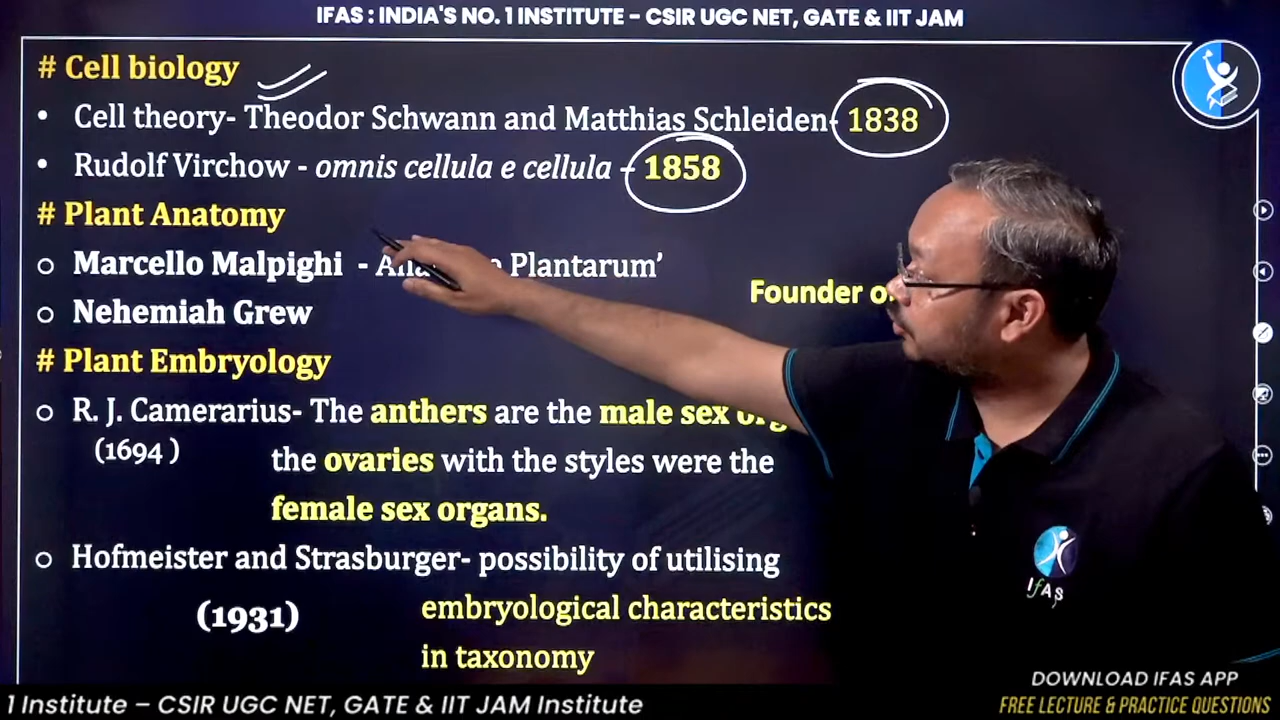 IFAS : INDIA'S NO. 1 INSTITUTE – CSIR UGC NET, GATE & IIT JAM
# Cell biology
• Cell theory- Theodor Schwann and Matthias Schleiden- 1838
• Rudolf Virchow - omnis cellula e cellula – 1858
# Plant Anatomy
o Marcello Malpighi - Plantarum'
Founder
o Nehemiah Grew
# Plant Embryology
o R. J. Camerarius- The anthers are the male sex
(1694 )
the ovaries with the styles were the
female sex organs.
o Hofmeister and Strasburger- possibility of utilising
(1931)
embryological characteristics
in taxonomy
IFAS
DOWNLOAD IFAS APP
FREE LECTURE & PRACTICE QUESTIONS
1 Institute – CSIR UGC NET, GATE & IIT JAM Institute